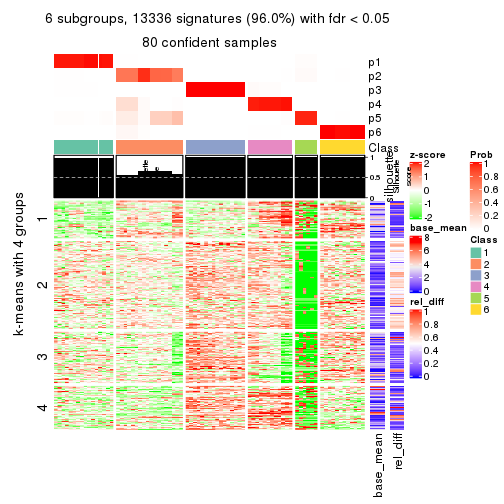 6 subgroups, 13336 signatures (96.0%) with fdr < 0.05
80 confident samples
p1
p2
p3
p4
p5
p6
Class
1
0.5
0
silhouette
Silhouette
score
k-means with 4 groups
1
2
3
4
base_mean
rel_diff
z-score
2
1
0
-1
-2
base_mean
8
6
4
2
0
rel_diff
1
0.8
0.6
0.4
0.2
0
Prob
1
0.8
0.6
0.4
0.2
0
Class
1
2
3
4
5
6